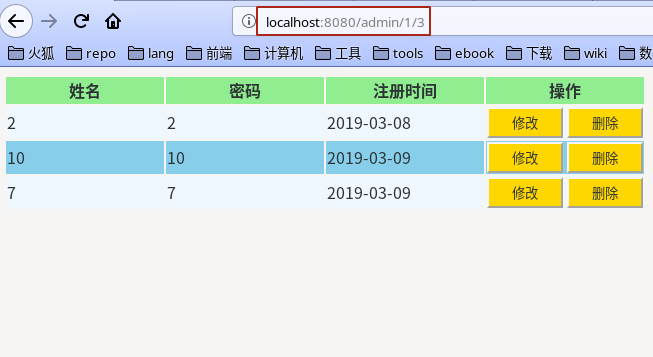 localhost:8080/admin/1/3
火狐 repo lang 前端 计算机 工具 tools ebook 下载 wiki 数
姓名 密码 注册时间 操作
2 2 2019-03-08 修改 删除
10 10 2019-03-09 修改 删除
7 7 2019-03-09 修改 删除